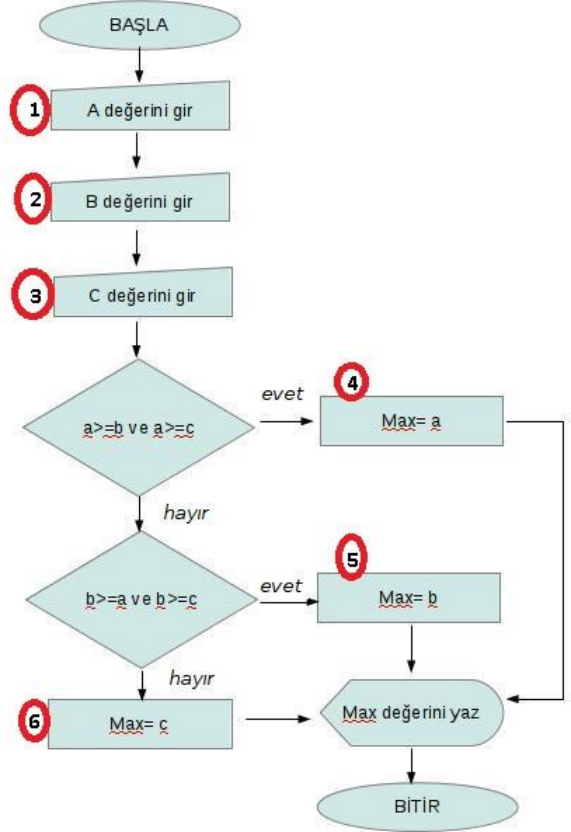 BAŞLA
1
A değerini gir
2
B değerini gir
3
C değerini gir
a>=b ve a>=c
evet
4
Max= a
hayır
b>=a ve b>=c
evet
5
Max= b
hayır
6
Max= c
Max değerini yaz
BİTİR